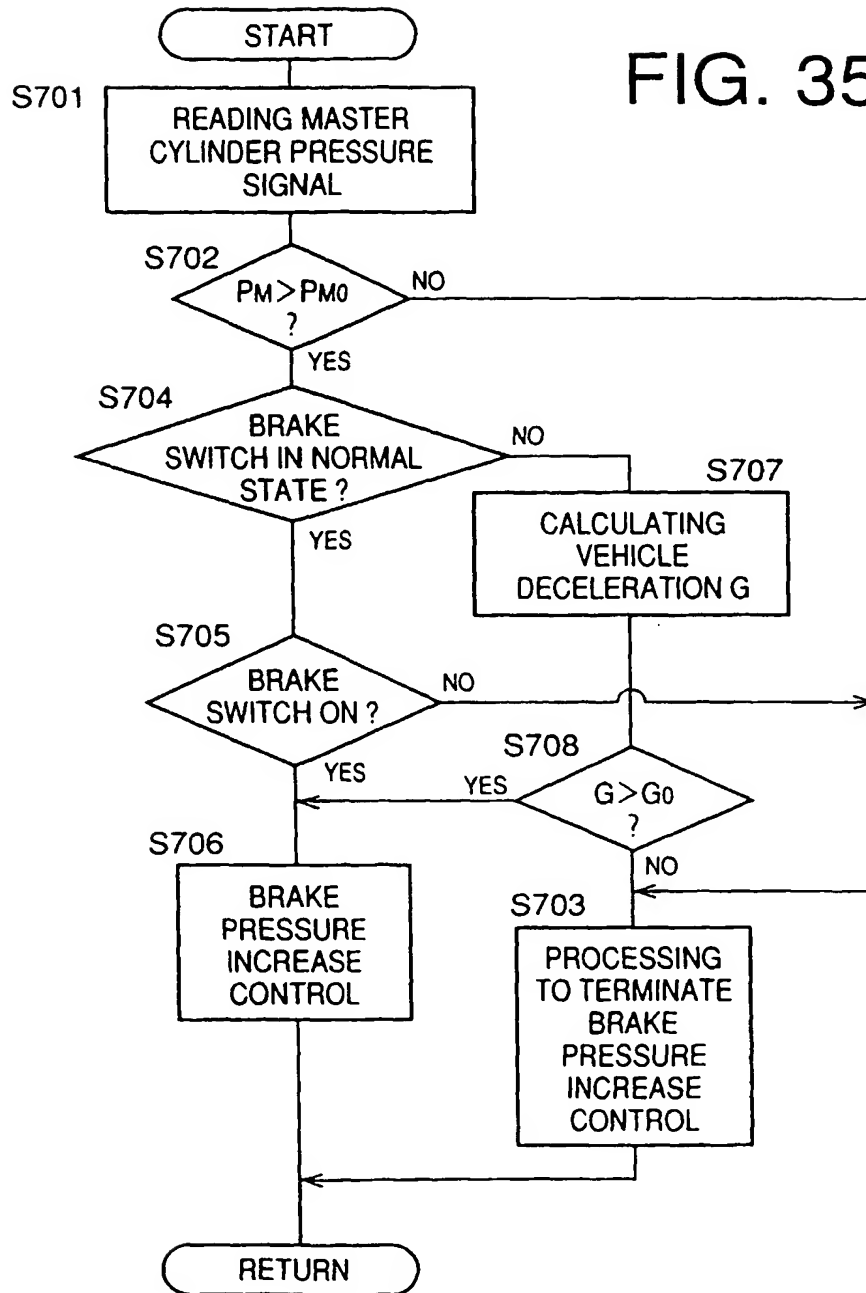 START
FIG. 35
S701
READING MASTER
CYLINDER PRESSURE
SIGNAL
S702
PM>PM0
?
NO
YES
S704
BRAKE
SWITCH IN NORMAL
STATE ?
NO
YES
S707
CALCULATING
VEHICLE
DECELERATION G
S705
BRAKE
SWITCH ON ?
NO
YES
S708
G>G0
?
YES
NO
S706
BRAKE
PRESSURE
INCREASE
CONTROL
S703
PROCESSING
TO TERMINATE
BRAKE
PRESSURE
INCREASE
CONTROL
RETURN